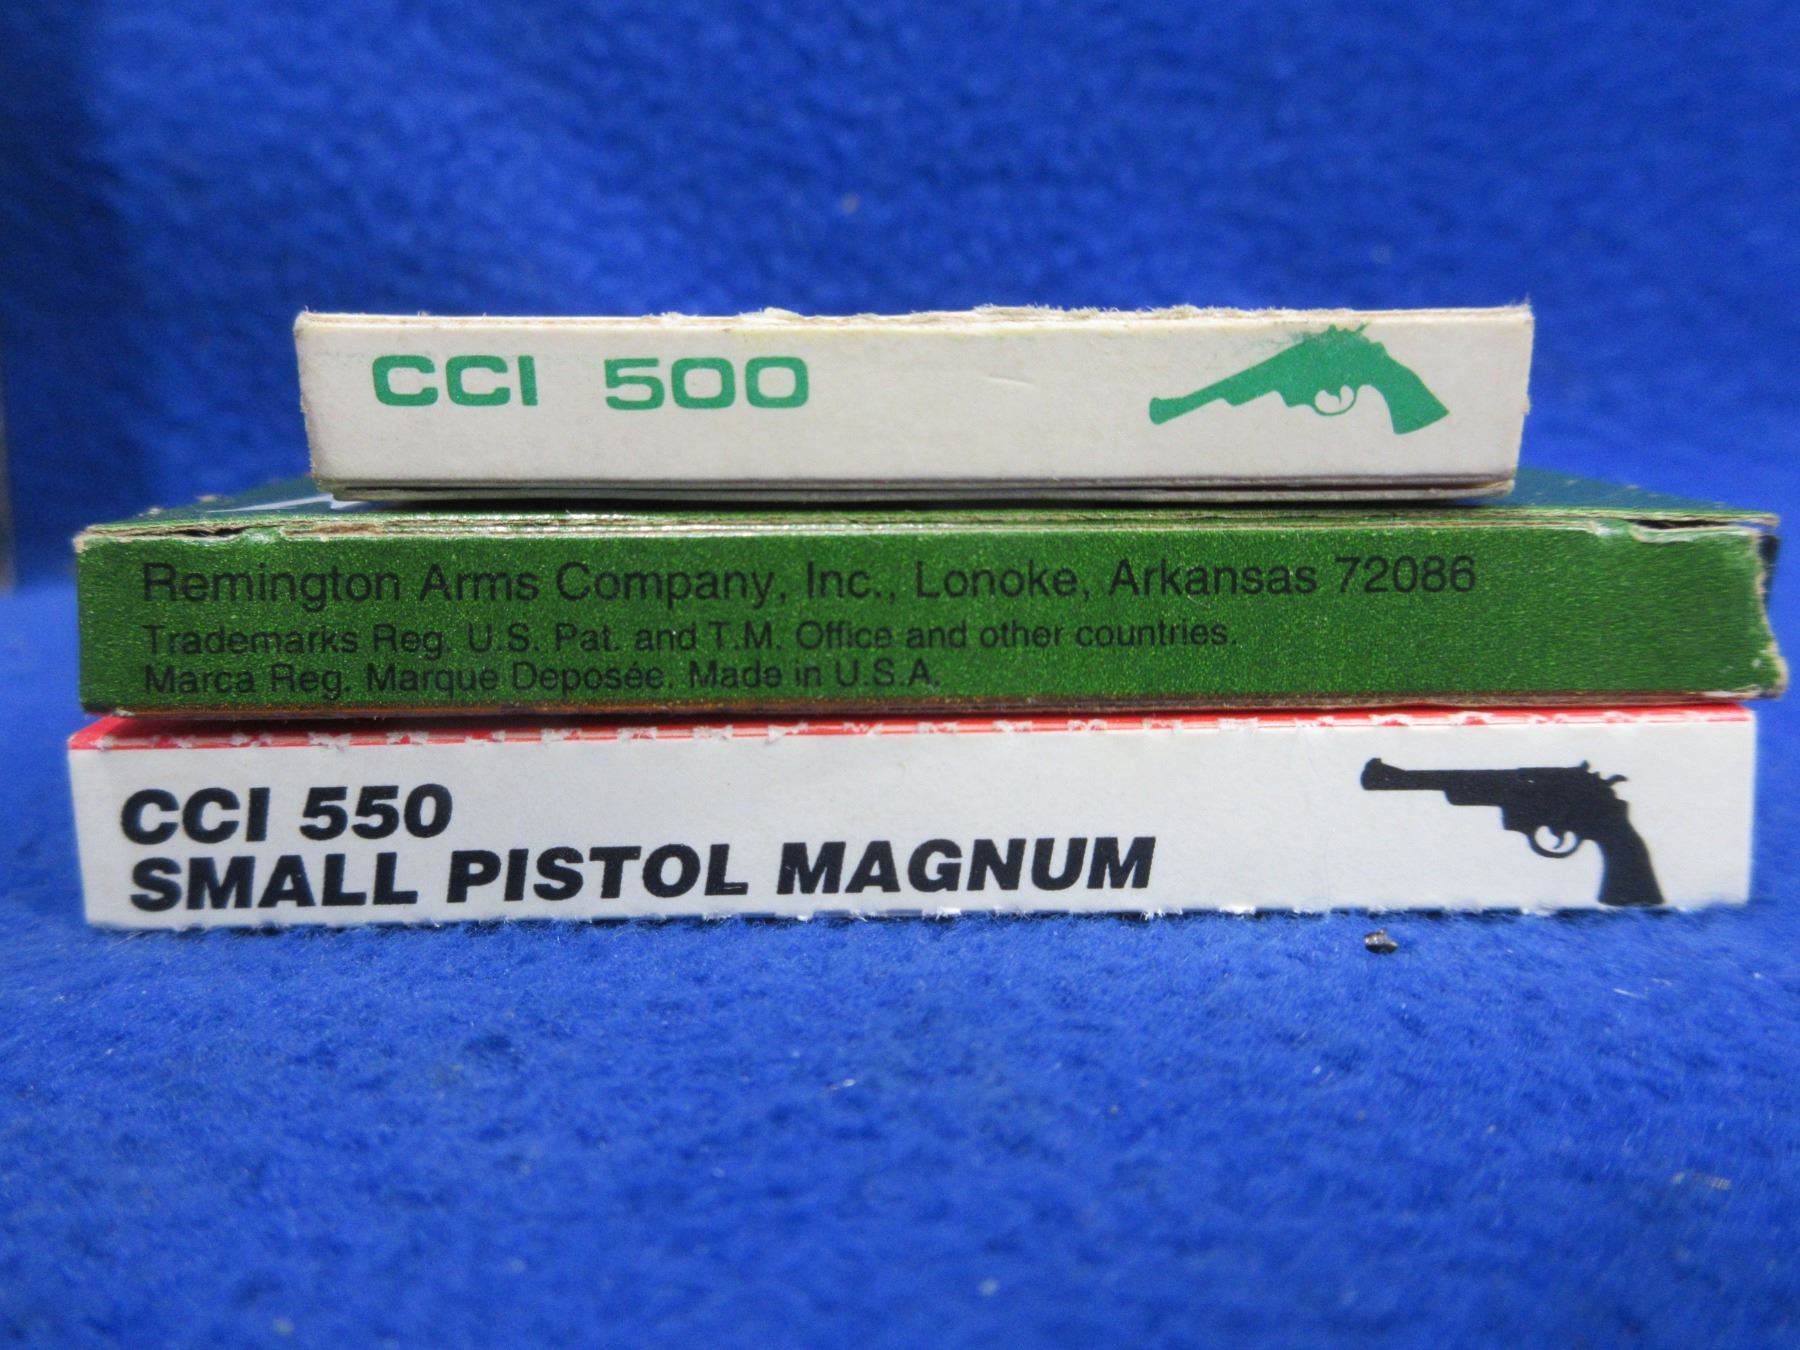 CCI 500
Remington Arms Company, Inc., Lonoke, Arkansas 72086
Trademarks Reg. U.S. Pat. and T.M. Office and other countries.
Marca Reg. Marque Deposée. Made in U.S.A.
CCI 550
SMALL PISTOL MAGNUM